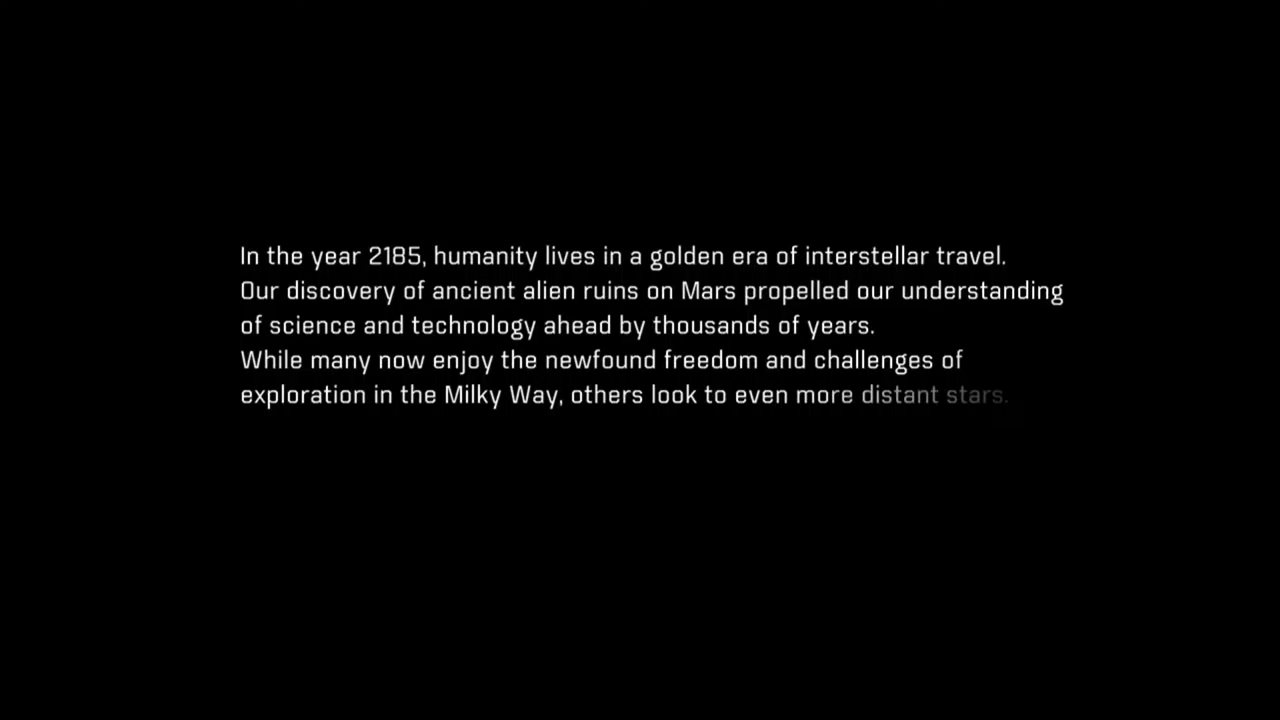 In the year 2185, humanity lives in a golden era of interstellar travel.
Our discovery of ancient alien ruins on Mars propelled our understanding
of science and technology ahead by thousands of years.
While many now enjoy the newfound freedom and challenges of
exploration in the Milky Way, others look to even more distant stars.